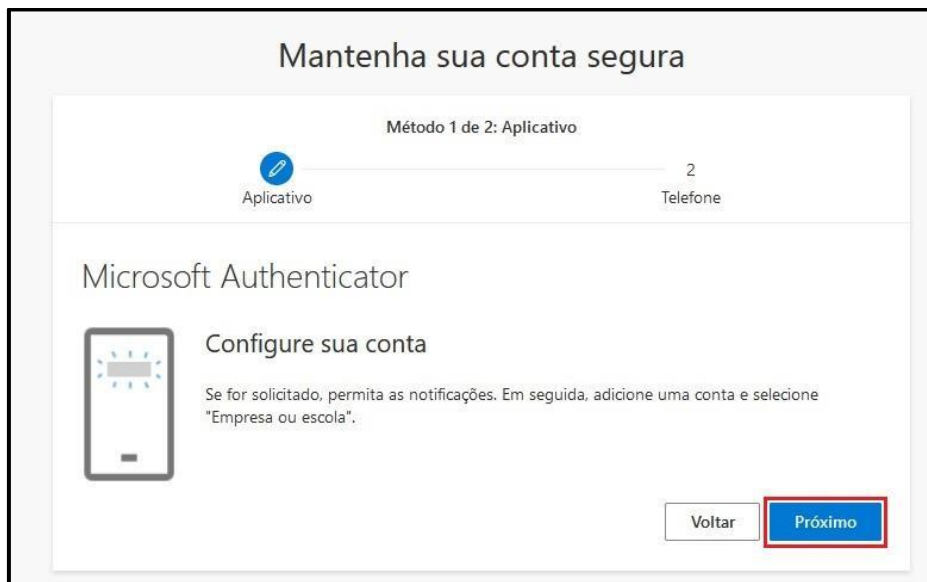 Mantenha sua conta segura
Método 1 de 2: Aplicativo
2
Aplicativo
Telefone
Microsoft Authenticator
Configure sua conta
Se for solicitado, permita as notificações. Em seguida, adicione uma conta e selecione
"Empresa ou escola".
Voltar
Próximo